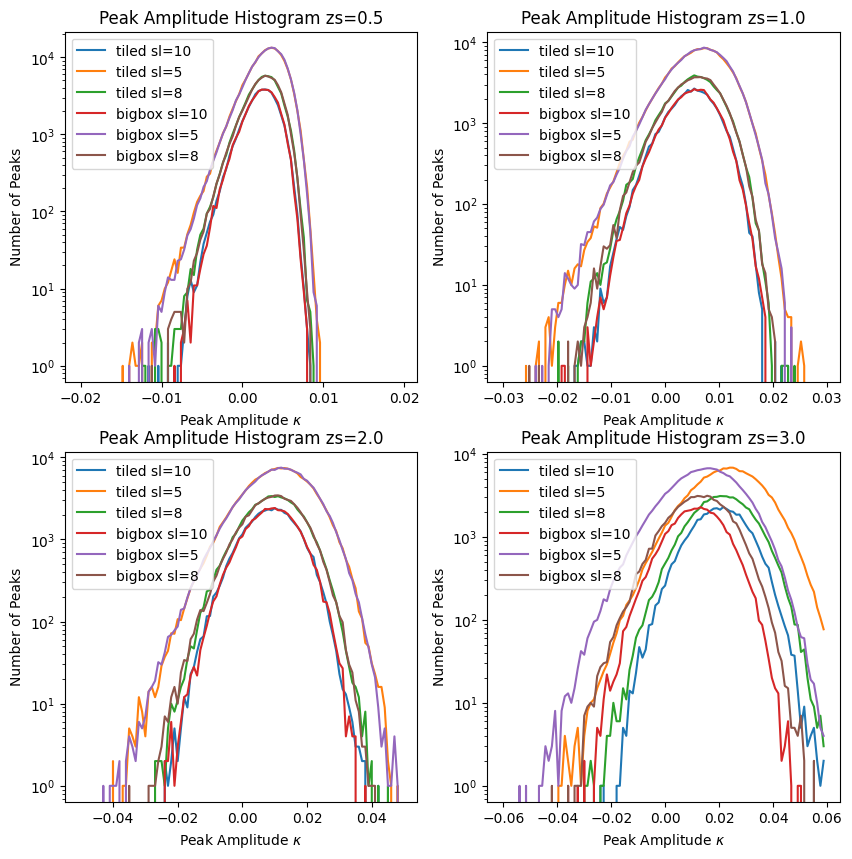 Peak Amplitude Histogram zs=0.5
tiled sl=10
tiled sl=5
tiled sl=8
bigbox sl=10
bigbox sl=5
bigbox sl=8
Number of Peaks
10⁴
10³
10²
10¹
10⁰
−0.02 −0.01 0.00 0.01 0.02
Peak Amplitude κ
Peak Amplitude Histogram zs=1.0
tiled sl=10
tiled sl=5
tiled sl=8
bigbox sl=10
bigbox sl=5
bigbox sl=8
Number of Peaks
10⁴
10³
10²
10¹
10⁰
−0.03 −0.02 −0.01 0.00 0.01 0.02 0.03
Peak Amplitude κ
Peak Amplitude Histogram zs=2.0
tiled sl=10
tiled sl=5
tiled sl=8
bigbox sl=10
bigbox sl=5
bigbox sl=8
Number of Peaks
10⁴
10³
10²
10¹
10⁰
−0.04 −0.02 0.00 0.02 0.04
Peak Amplitude κ
Peak Amplitude Histogram zs=3.0
tiled sl=10
tiled sl=5
tiled sl=8
bigbox sl=10
bigbox sl=5
bigbox sl=8
Number of Peaks
10⁴
10³
10²
10¹
10⁰
−0.06 −0.04 −0.02 0.00 0.02 0.04 0.06
Peak Amplitude κ